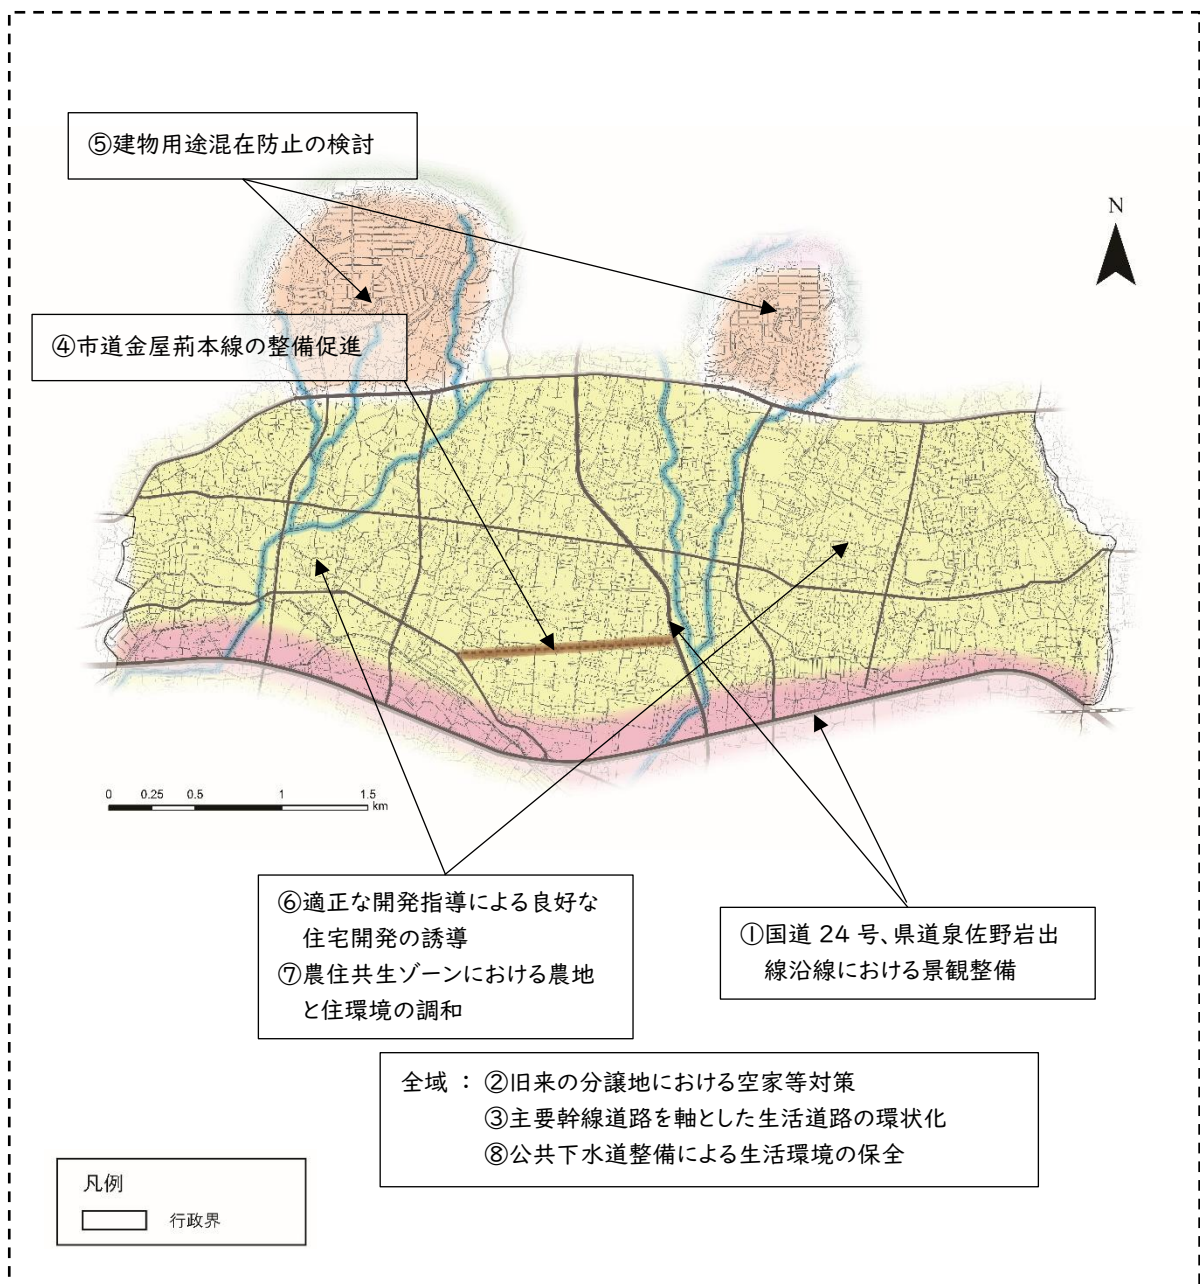 ⑤建物用途混在防止の検討
N
④市道金屋荊本線の整備促進
0 0.25 0.5 1 1.5
km
⑥適正な開発指導による良好な
住宅開発の誘導
⑦農住共生ゾーンにおける農地
と住環境の調和
①国道 24 号、県道泉佐野岩出
線沿線における景観整備
全域 : ②旧来の分譲地における空家等対策
③主要幹線道路を軸とした生活道路の環状化
⑧公共下水道整備による生活環境の保全
凡例
行政界